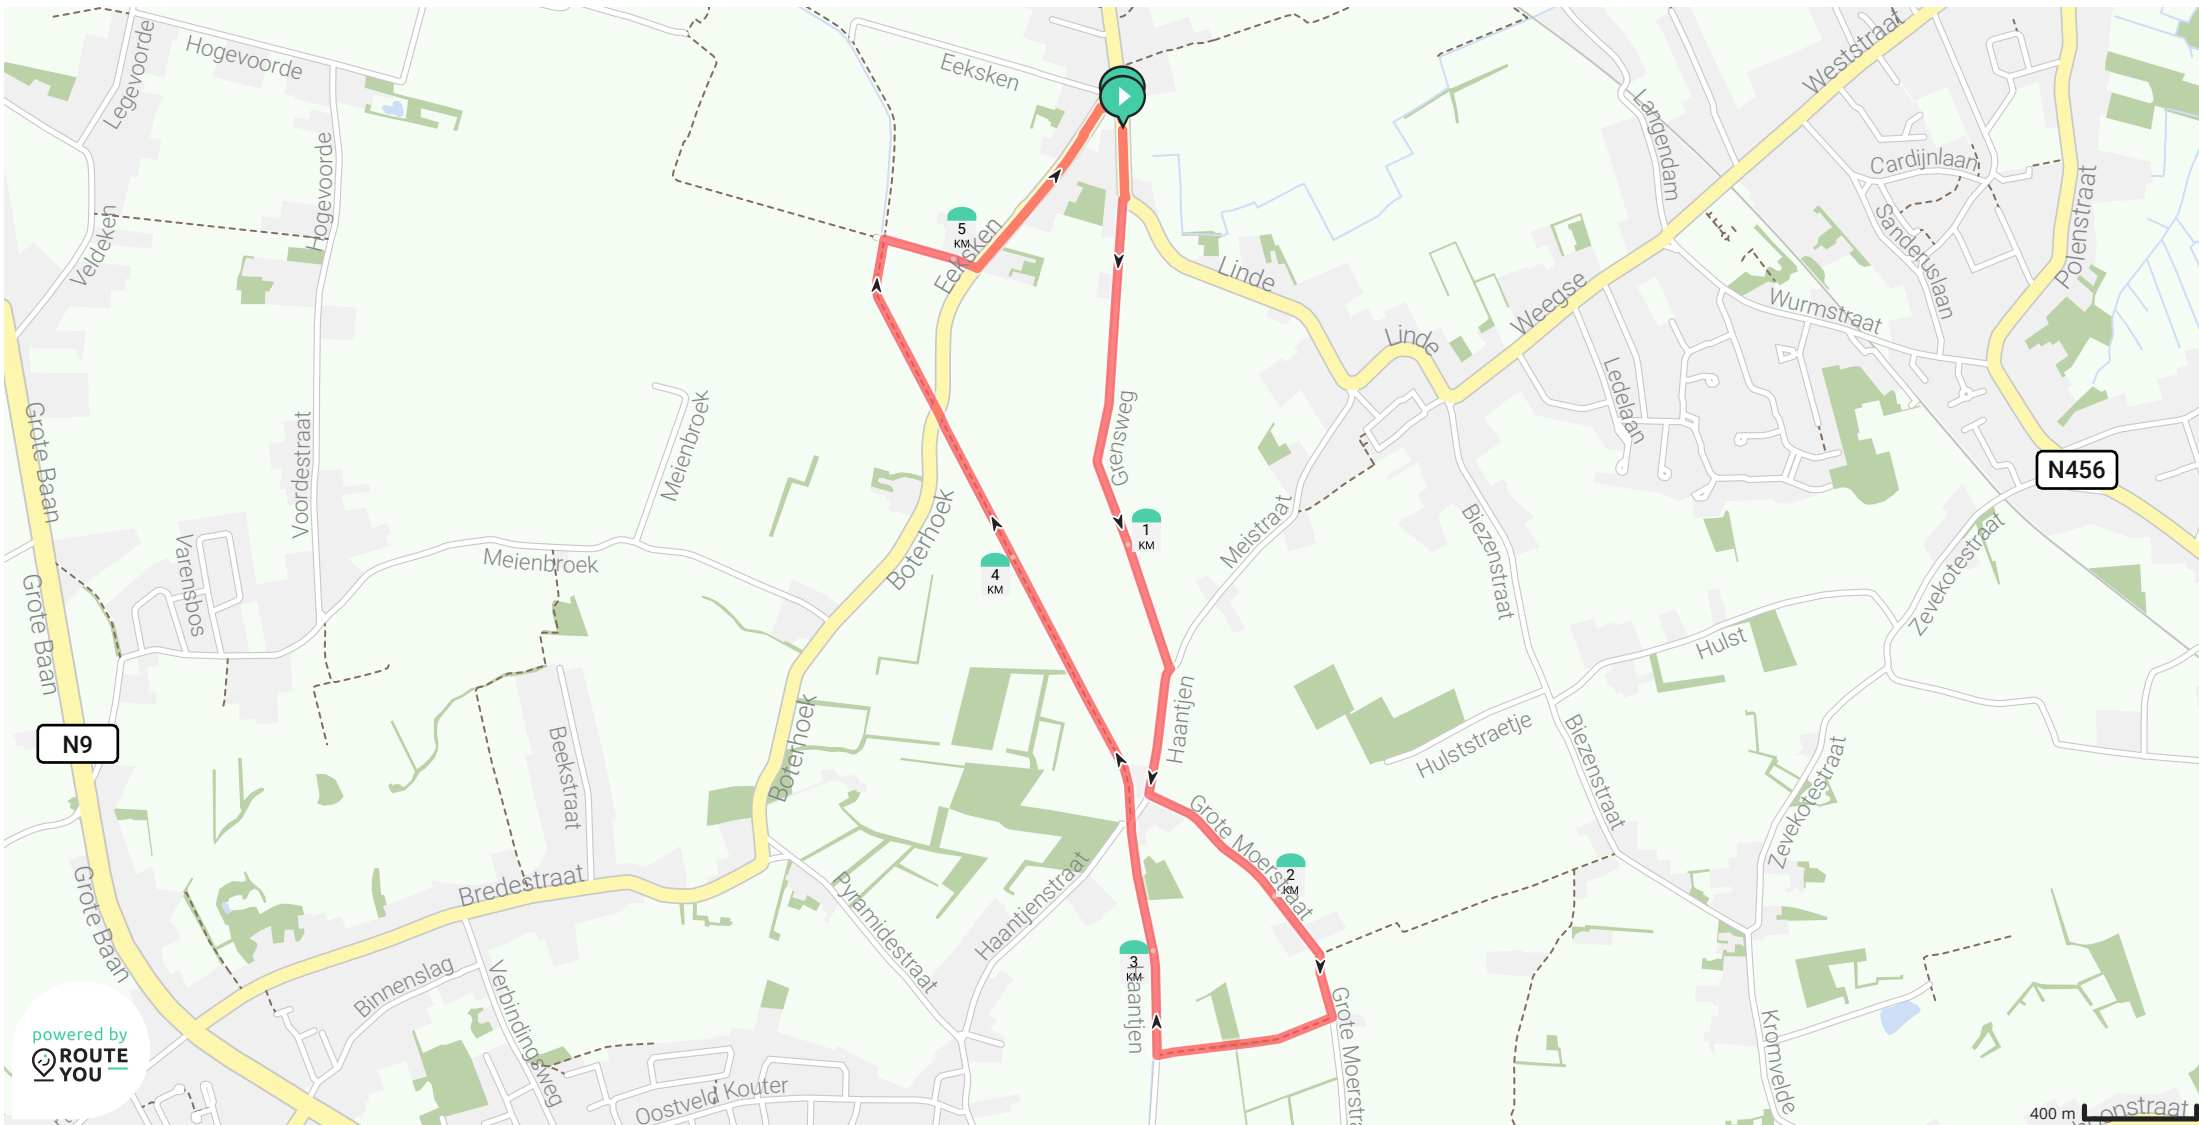 Hogevoorde
Legevoorde
Eeksken
Weststraat
Langendam
Cardijnlaan
Hogevoorde
Polenstraat
Veldeken
5
KM
Eeksken
Sanderuslaan
Linde
Weegse
Wurmstraat
Linde
Ledelaan
Grote Baan
Voordestraat
Meienbroek
Grensweg
N456
Boterhoek
Meistraat
Biezenstraat
1
KM
Zevekotestraat
Varensbos
Meienbroek
4
KM
Grote Baan
Hulst
Haantjen
Boterhoek
N9
Beekstraat
Hulststraetje
Biezenstraat
Zevekotestraat
Grote Moerstraat
2
KM
Bredestraat
Pyramidestraat
Haantjenstraat
Grote Baan
3
KM
Haantjen
Binnenslag
Verbindingsweg
Grote Moerstra
Kromvelde
powered by
ROUTE
YOU
Oostveld Kouter
400 m